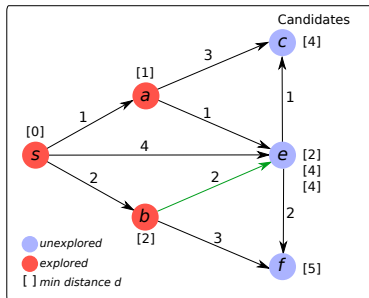 Candidates
c [4]
3
[1]
a
1
1
1
[0]
s
4
e [2]
[4]
[4]
2
2
2
b
[2]
3
f [5]
unexplored
explored
[ ] min distance d